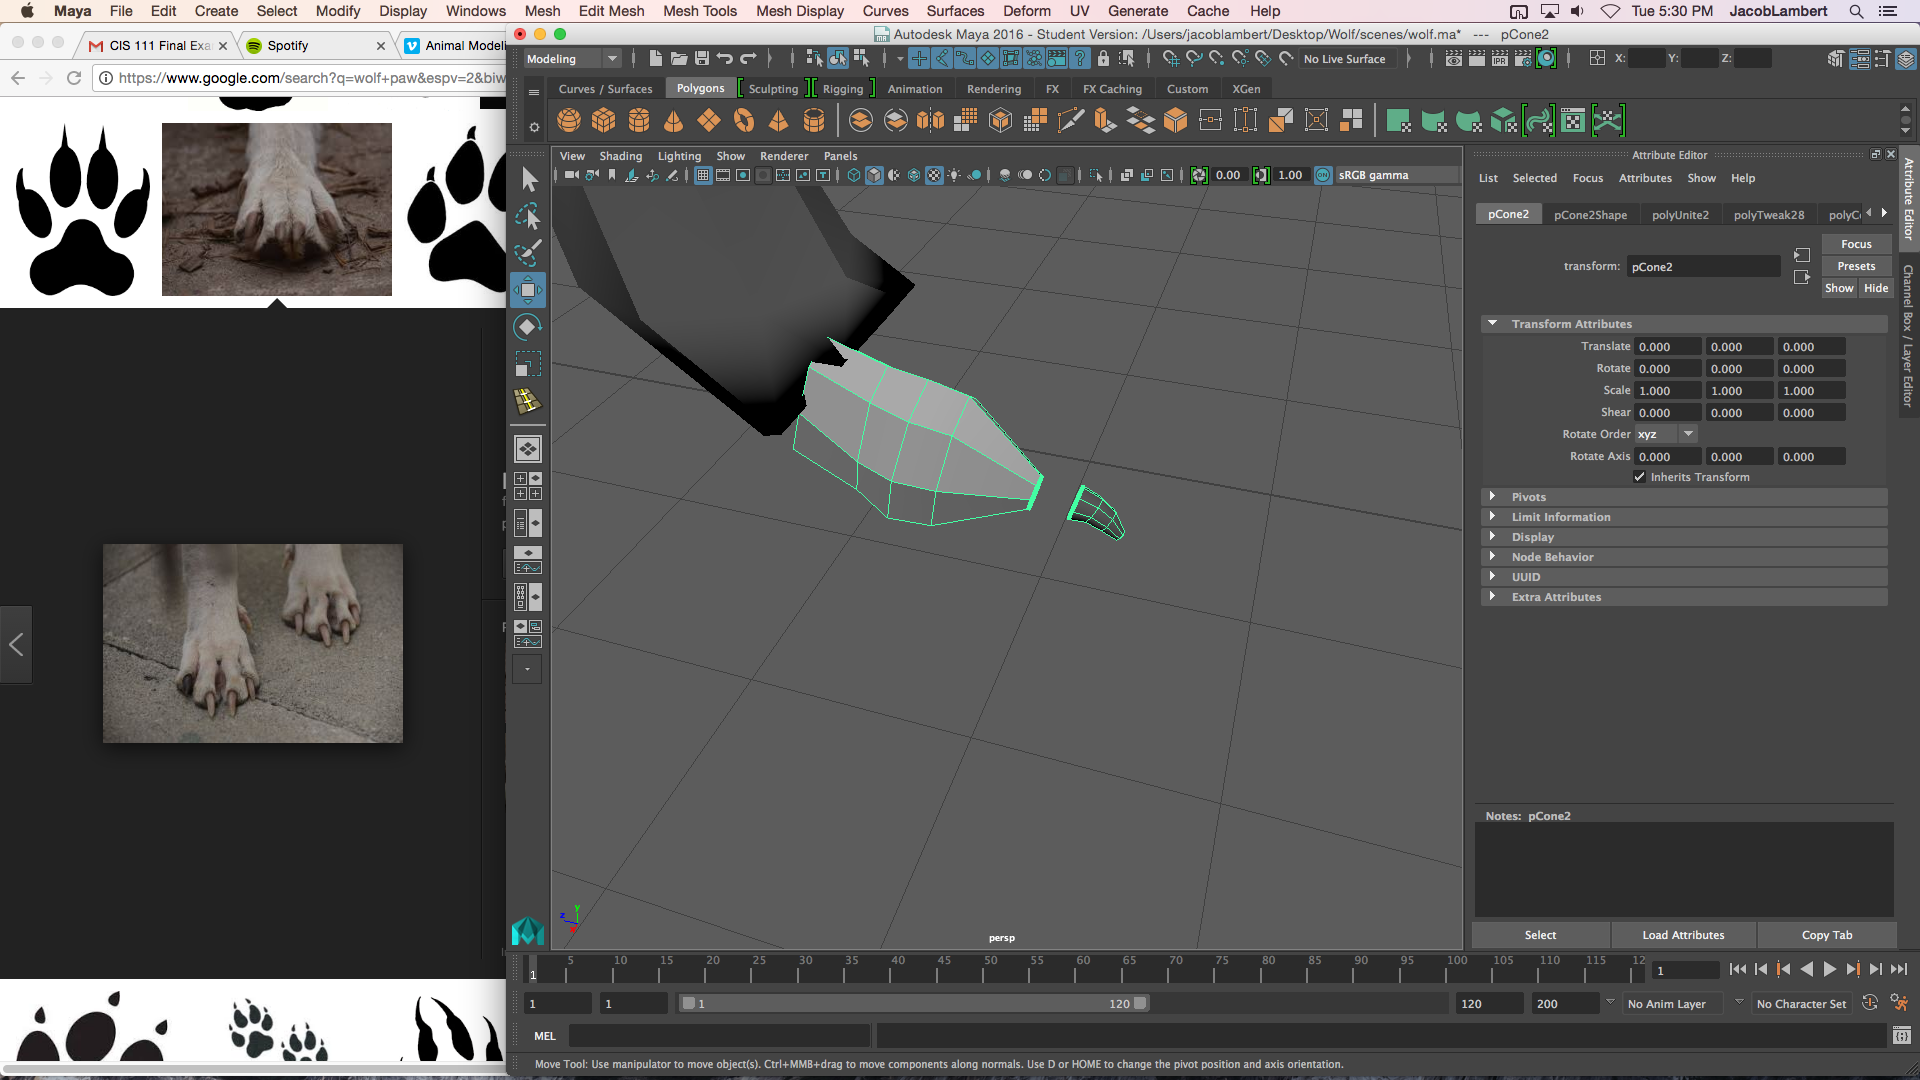 Maya File Edit Create Select Modify Display Windows Mesh Edit Mesh Mesh Tools Mesh Display Curves Surfaces Deform UV Generate Cache Help Tue 5:30 PM JacobLambert
CIS 111 Final Exa
Spotify
Animal Modeli
https://www.google.com/search?q=wolf+paw&espv=2&biw
Autodesk Maya 2016 - Student Version: /Users/jacoblambert/Desktop/Wolf/scenes/wolf.ma* --- pCone2
Modeling
No Live Surface
X: Y: Z:
IPR
Curves / Surfaces Polygons Sculpting Rigging Animation Rendering FX FX Caching Custom XGen
View Shading Lighting Show Renderer Panels
0.00 1.00 ON sRGB gamma
persp
Attribute Editor
List Selected Focus Attributes Show Help
pCone2 pCone2Shape polyUnite2 polyTweak28 polyC
transform: pCone2
Focus
Presets
Show Hide
Transform Attributes
Translate 0.000 0.000 0.000
Rotate 0.000 0.000 0.000
Scale 1.000 1.000 1.000
Shear 0.000 0.000 0.000
Rotate Order xyz
Rotate Axis 0.000 0.000 0.000
Inherits Transform
Pivots
Limit Information
Display
Node Behavior
UUID
Extra Attributes
Notes: pCone2
Select Load Attributes Copy Tab
Attribute Editor
Channel Box / Layer Editor
5 10 15 20 25 30 35 40 45 50 55 60 65 70 75 80 85 90 95 100 105 110 115 12
1
1
1 1 1 120 120 200 No Anim Layer No Character Set
MEL
Move Tool: Use manipulator to move object(s). Ctrl+MMB+drag to move components along normals. Use D or HOME to change the pivot position and axis orientation.